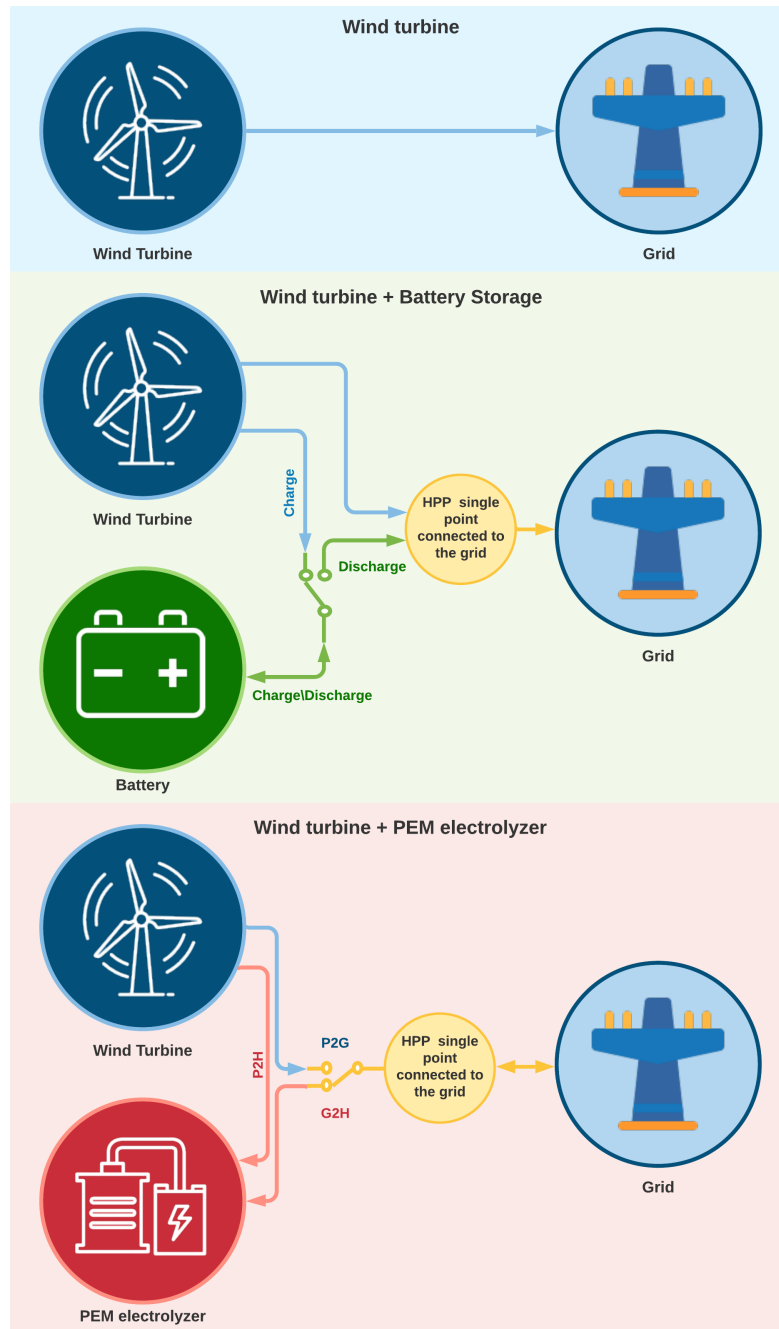 Wind turbine
Wind Turbine
Grid
Wind turbine + Battery Storage
Wind Turbine
Charge
HPP single
point
connected to
the grid
Discharge
Grid
Charge\Discharge
Battery
Wind turbine + PEM electrolyzer
Wind Turbine
P2H
P2G
G2H
HPP single
point
connected to
the grid
Grid
PEM electrolyzer